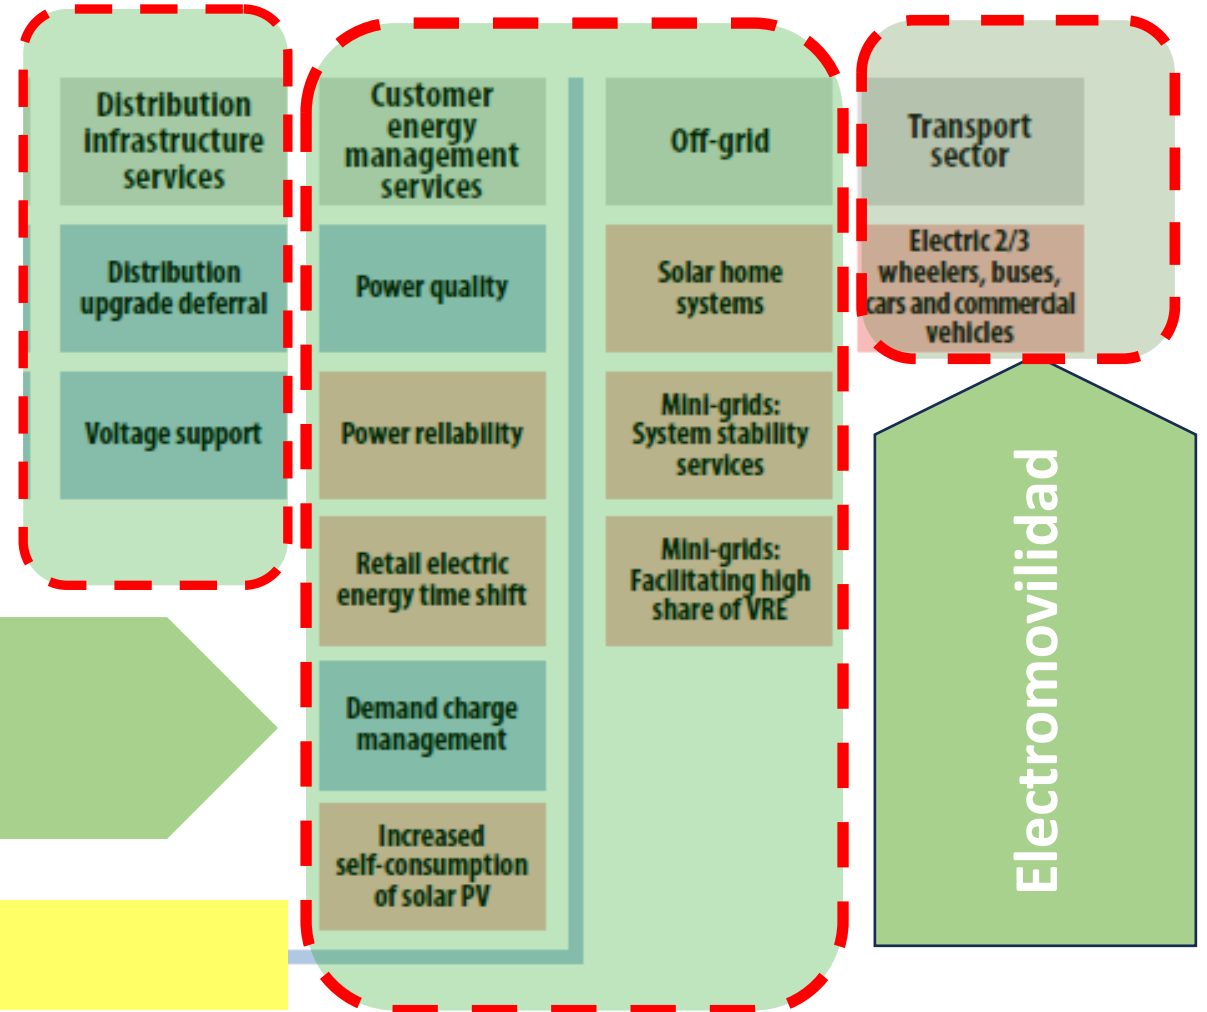 Distribution
infrastructure
services
Distribution
upgrade deferral
Voltage support
Customer
energy
management
services
Power quality
Power reliability
Retail electric
energy time shift
Demand charge
management
Increased
self-consumption
of solar PV
Off-grid
Solar home
systems
Mini-grids:
System stability
services
Mini-grids:
Facilitating high
share of VRE
Transport
sector
Electric 2/3
wheelers, buses,
cars and commercial
vehicles
Electromovilidad